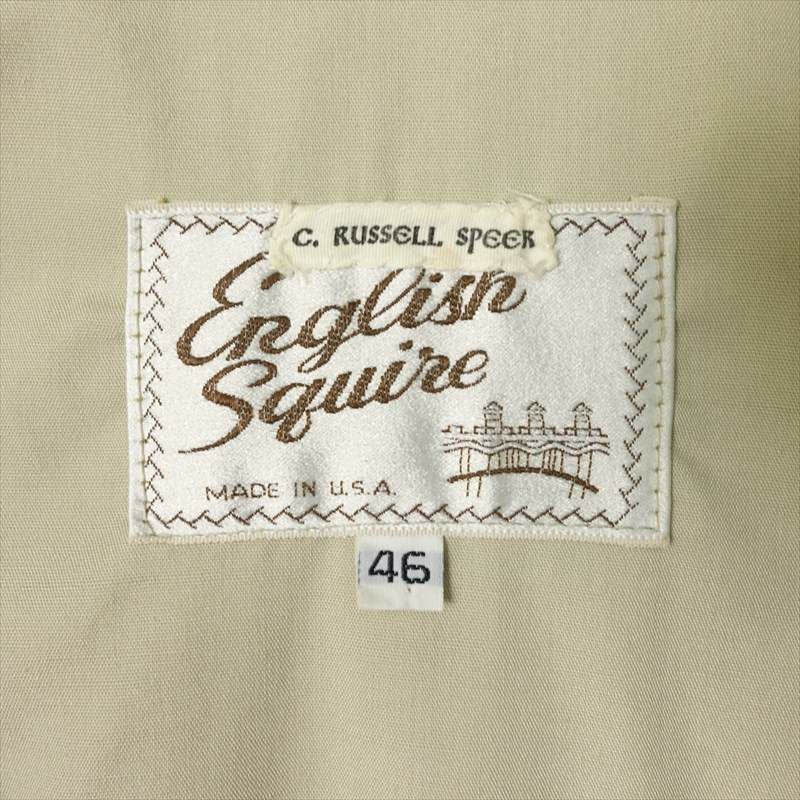 C. RUSSELL SPEER
English
Squire
MADE IN U.S.A.
46